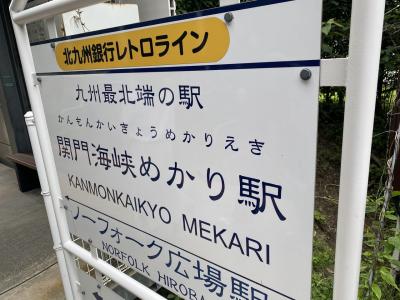 北九州銀行レトロライン
九州最北端の駅
かんもんかいきょうめかりえき
関門海峡めかり駅
KANMONKAIKYO MEKARI
ノーフォーク広場駅
NORFOLK HIROBA